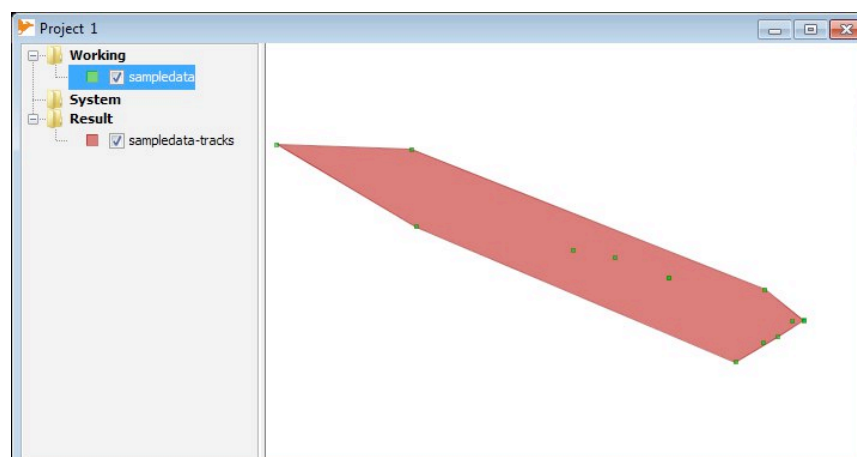 Project 1
Working
sampledata
System
Result
sampledata-tracks